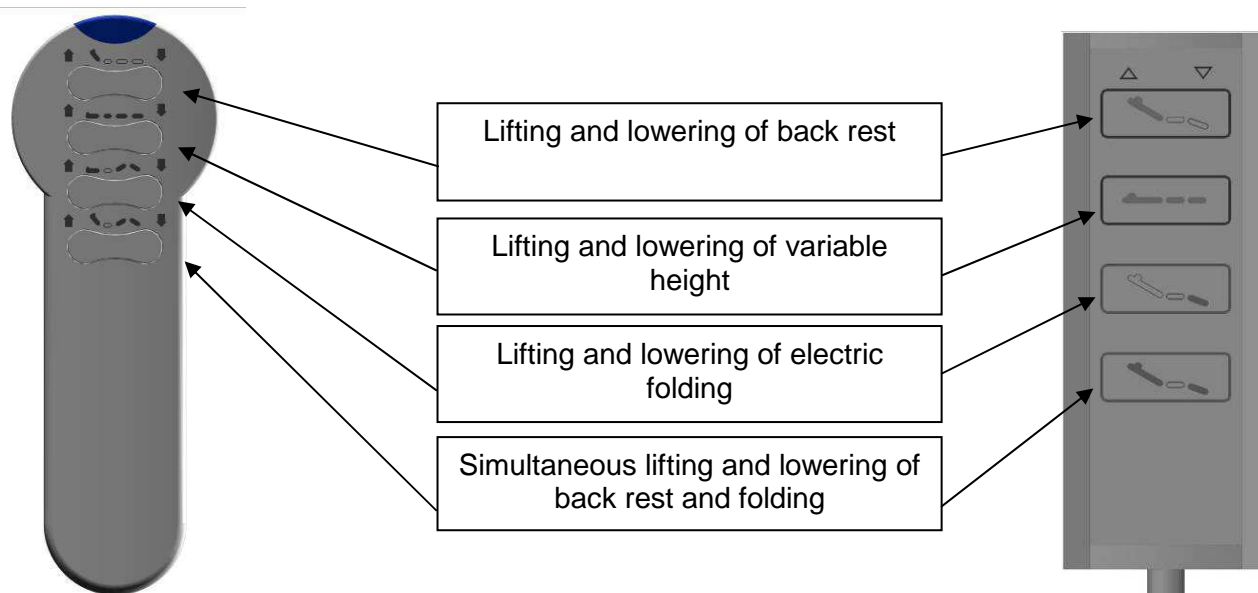 Lifting and lowering of back rest
Lifting and lowering of variable
height
Lifting and lowering of electric
folding
Simultaneous lifting and lowering of
back rest and folding